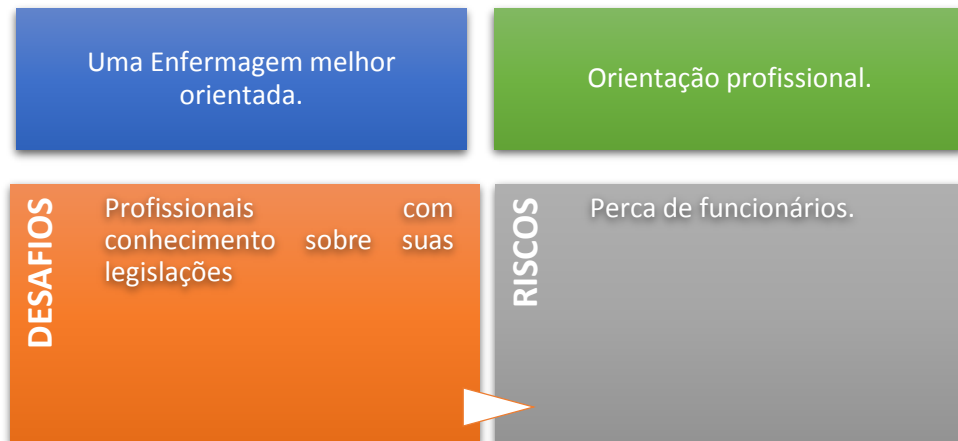 Uma Enfermagem melhor
orientada.
Orientação profissional.
DESAFIOS
Profissionais com
conhecimento sobre suas
legislações
RISCOS
Perca de funcionários.